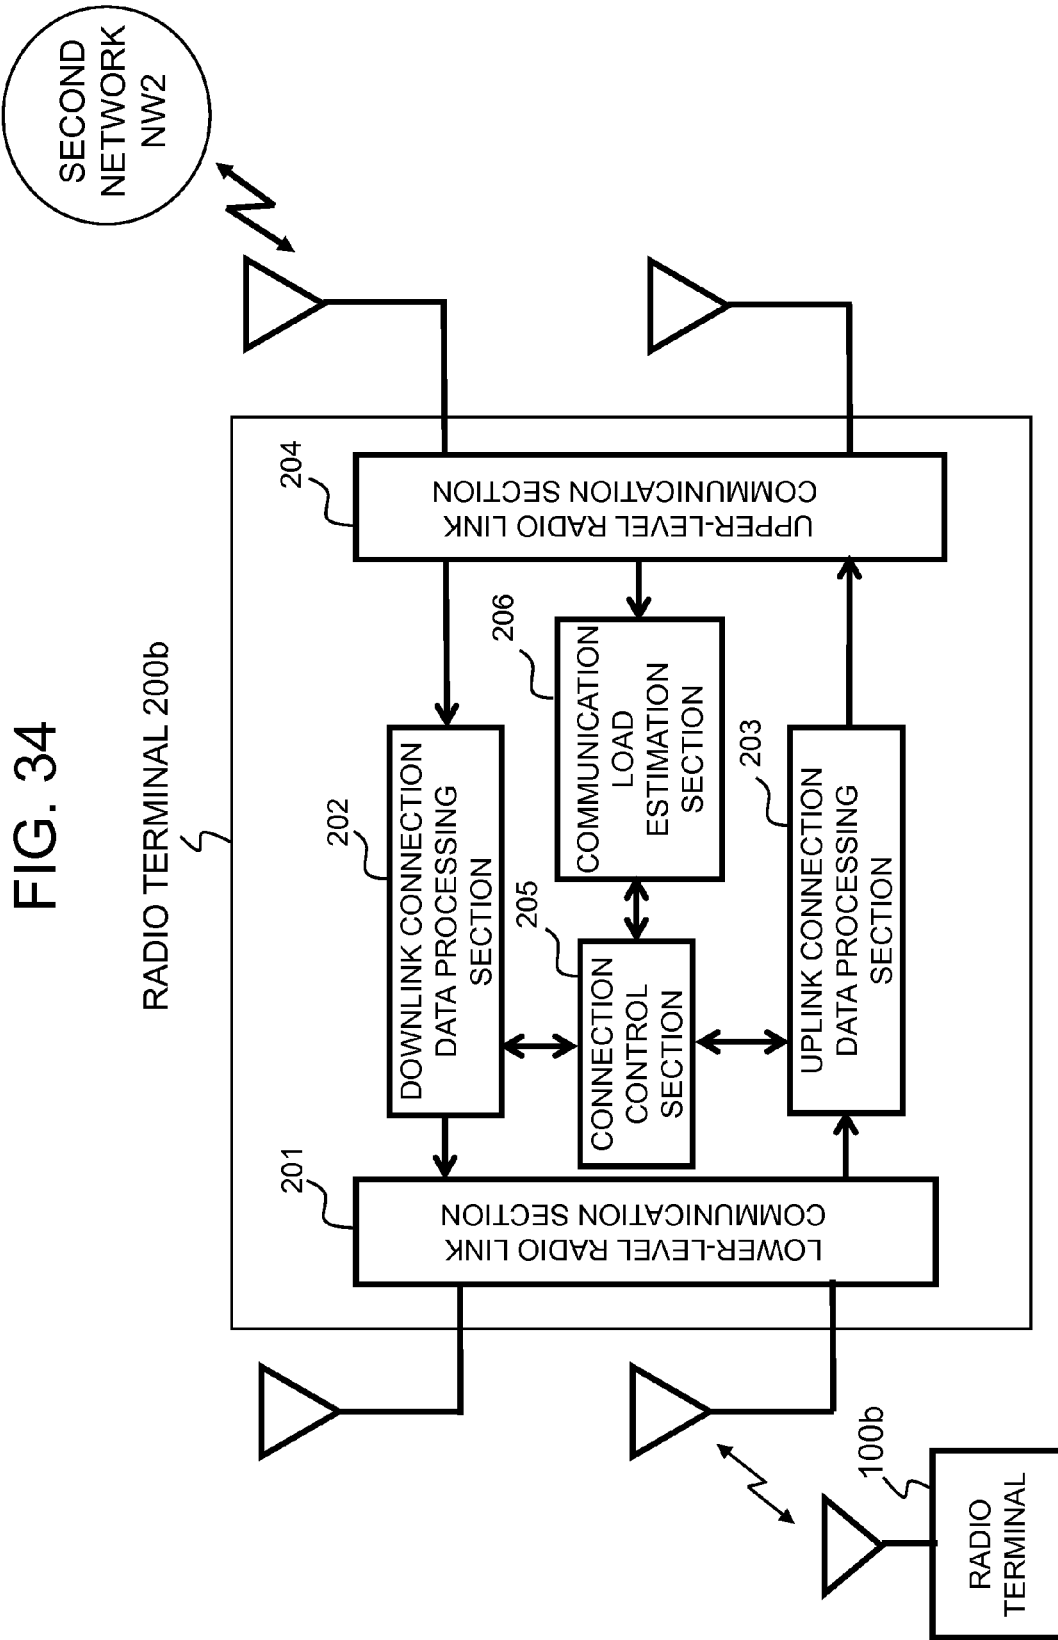 FIG. 34
RADIO TERMINAL 200b
SECOND
NETWORK
NW2
201
LOWER-LEVEL RADIO LINK
COMMUNICATION SECTION
202
DOWNLINK CONNECTION
DATA PROCESSING
SECTION
204
UPPER-LEVEL RADIO LINK
COMMUNICATION SECTION
205
CONNECTION
CONTROL
SECTION
206
COMMUNICATION
LOAD
ESTIMATION
SECTION
203
UPLINK CONNECTION
DATA PROCESSING
SECTION
100b
RADIO
TERMINAL